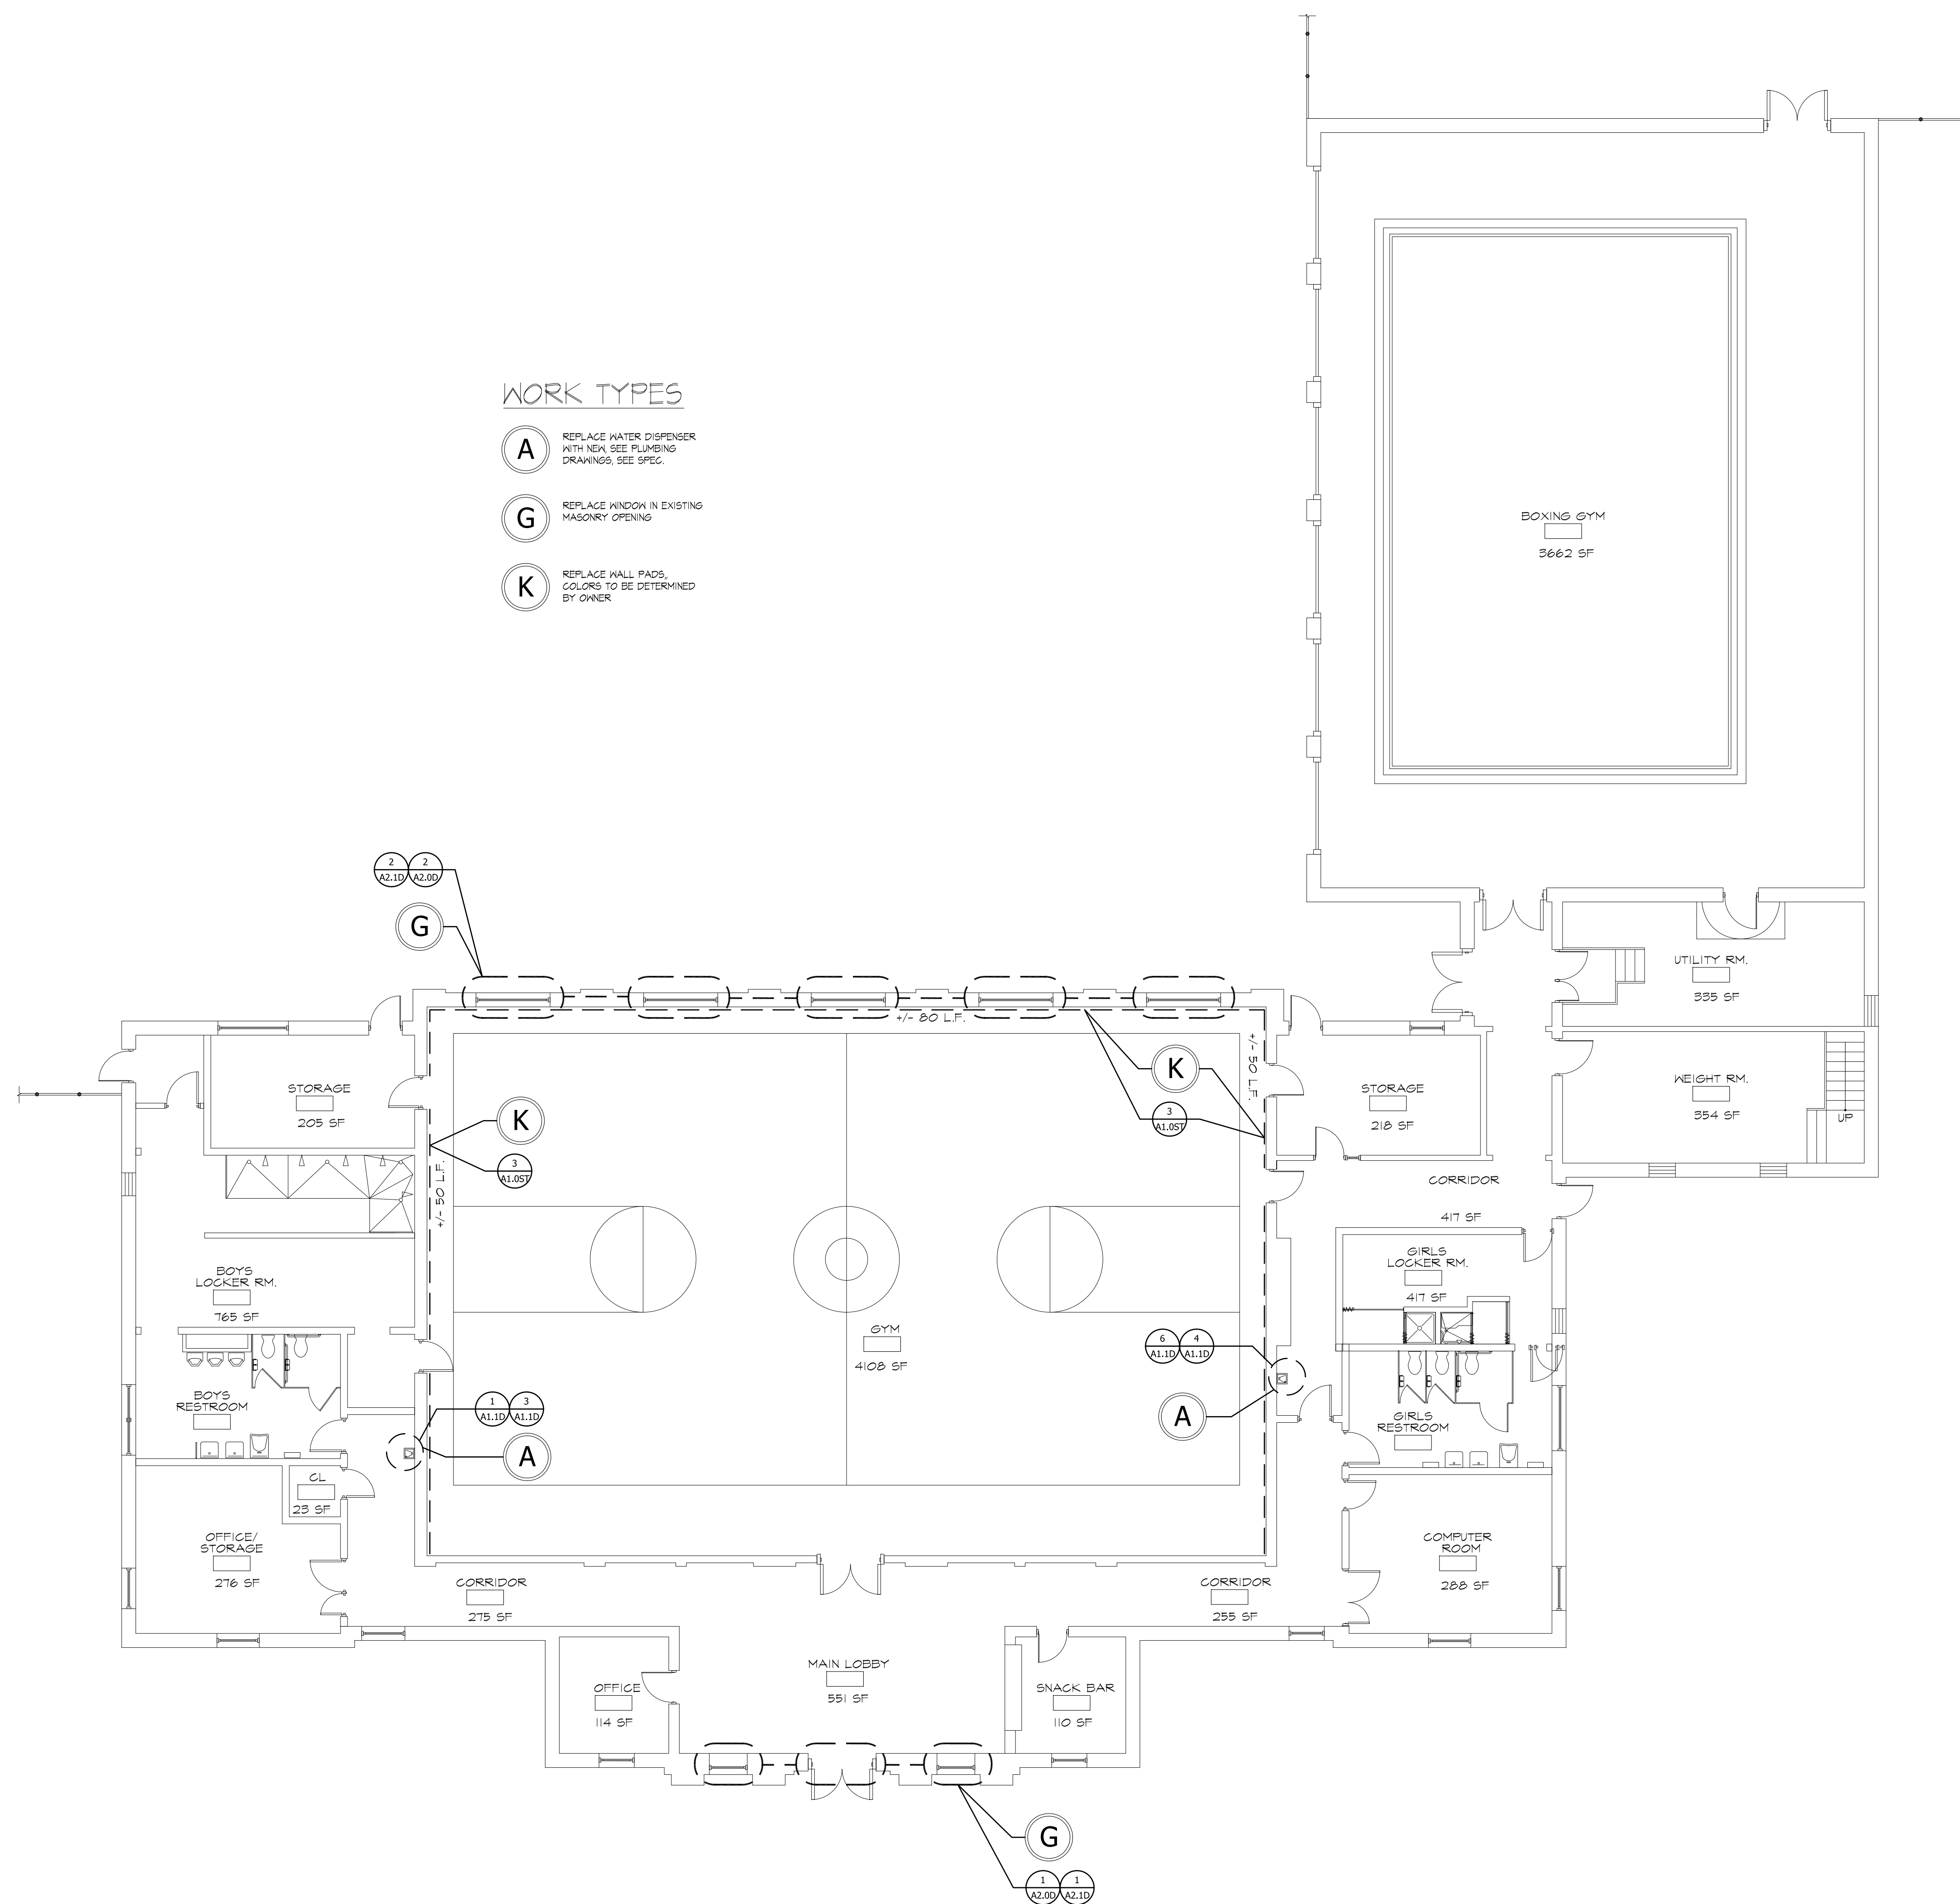 WORK TYPES
A
REPLACE WATER DISPENSER
WITH NEW, SEE PLUMBING
DRAWINGS, SEE SPEC.
G
REPLACE WINDOW IN EXISTING
MASONRY OPENING
K
REPLACE WALL PADS,,
COLORS TO BE DETERMINED
BY OWNER
BOXING GYM
3662 SF
2 2
A2.1D A2.0D
G
UTILITY RM.
335 SF
+/- 80 L.F.
+/- 50 L.F.
K
STORAGE
205 SF
K
3
A1.0ST
STORAGE
218 SF
WEIGHT RM.
354 SF
UP
3
A1.0ST
+/- 50 L.F.
CORRIDOR
417 SF
BOYS
LOCKER RM.
765 SF
GIRLS
LOCKER RM.
417 SF
GYM
4108 SF
6 4
A1.1D A1.1D
A
BOYS
RESTROOM
1 3
A1.1D A1.1D
A
GIRLS
RESTROOM
CL
23 SF
OFFICE/
STORAGE
276 SF
COMPUTER
ROOM
288 SF
CORRIDOR
275 SF
CORRIDOR
255 SF
MAIN LOBBY
551 SF
OFFICE
114 SF
SNACK BAR
110 SF
G
1 1
A2.0D A2.1D